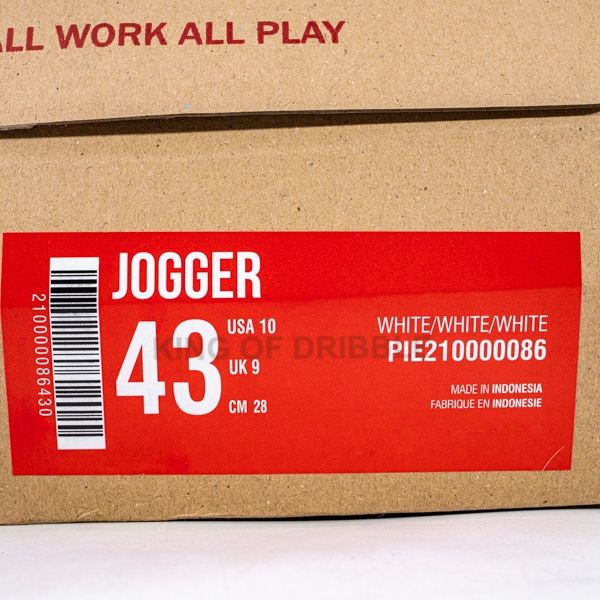 ALL WORK ALL PLAY
JOGGER
43
USA 10
UK 9
CM 28
WHITE/WHITE/WHITE
PIE210000086
MADE IN INDONESIA
FABRIQUE EN INDONESIE
210000086430
KING OF DRIBBLE